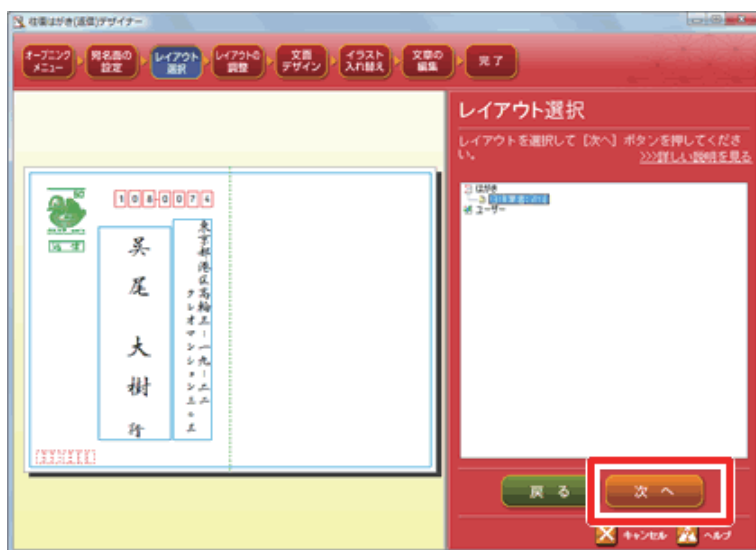 往復はがき(返信)デザイナー
オープニング
メニュー
宛名面の
設定
レイアウト
選択
レイアウトの
調整
文面
デザイン
イラスト
入れ替え
文章の
編集
完了
レイアウト選択
レイアウトを選択して［次へ］ボタンを押してくださ
い。
>>>詳しい説明を見る
はがき
ユーザー
50
返信
1080074
東京都港区高輪三-一九-二二
クレオマンション三〇三
呉尾 大樹 行
戻る
次へ
キャンセル
ヘルプ